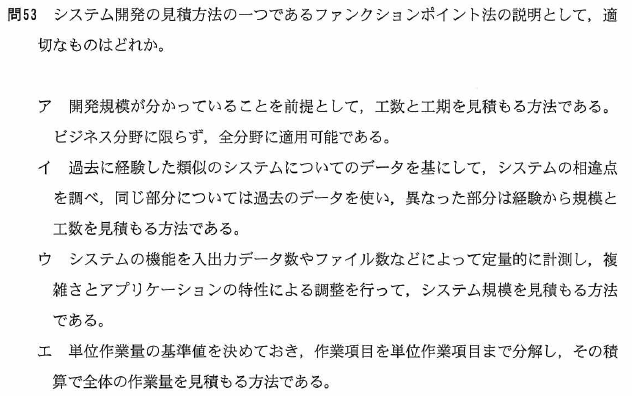 問53 システム開発の見積方法の一つであるファンクションポイント法の説明として，適
切なものはどれか。
ア 開発規模が分かっていることを前提として，工数と工期を見積もる方法である。
ビジネス分野に限らず，全分野に適用可能である。
イ 過去に経験した類似のシステムについてのデータを基にして，システムの相違点
を調べ，同じ部分については過去のデータを使い，異なった部分は経験から規模と
工数を見積もる方法である。
ウ システムの機能を入出力データ数やファイル数などによって定量的に計測し，複
雑さとアプリケーションの特性による調整を行って，システム規模を見積もる方法
である。
エ 単位作業量の基準値を決めておき，作業項目を単位作業項目まで分解し，その積
算で全体の作業量を見積もる方法である。